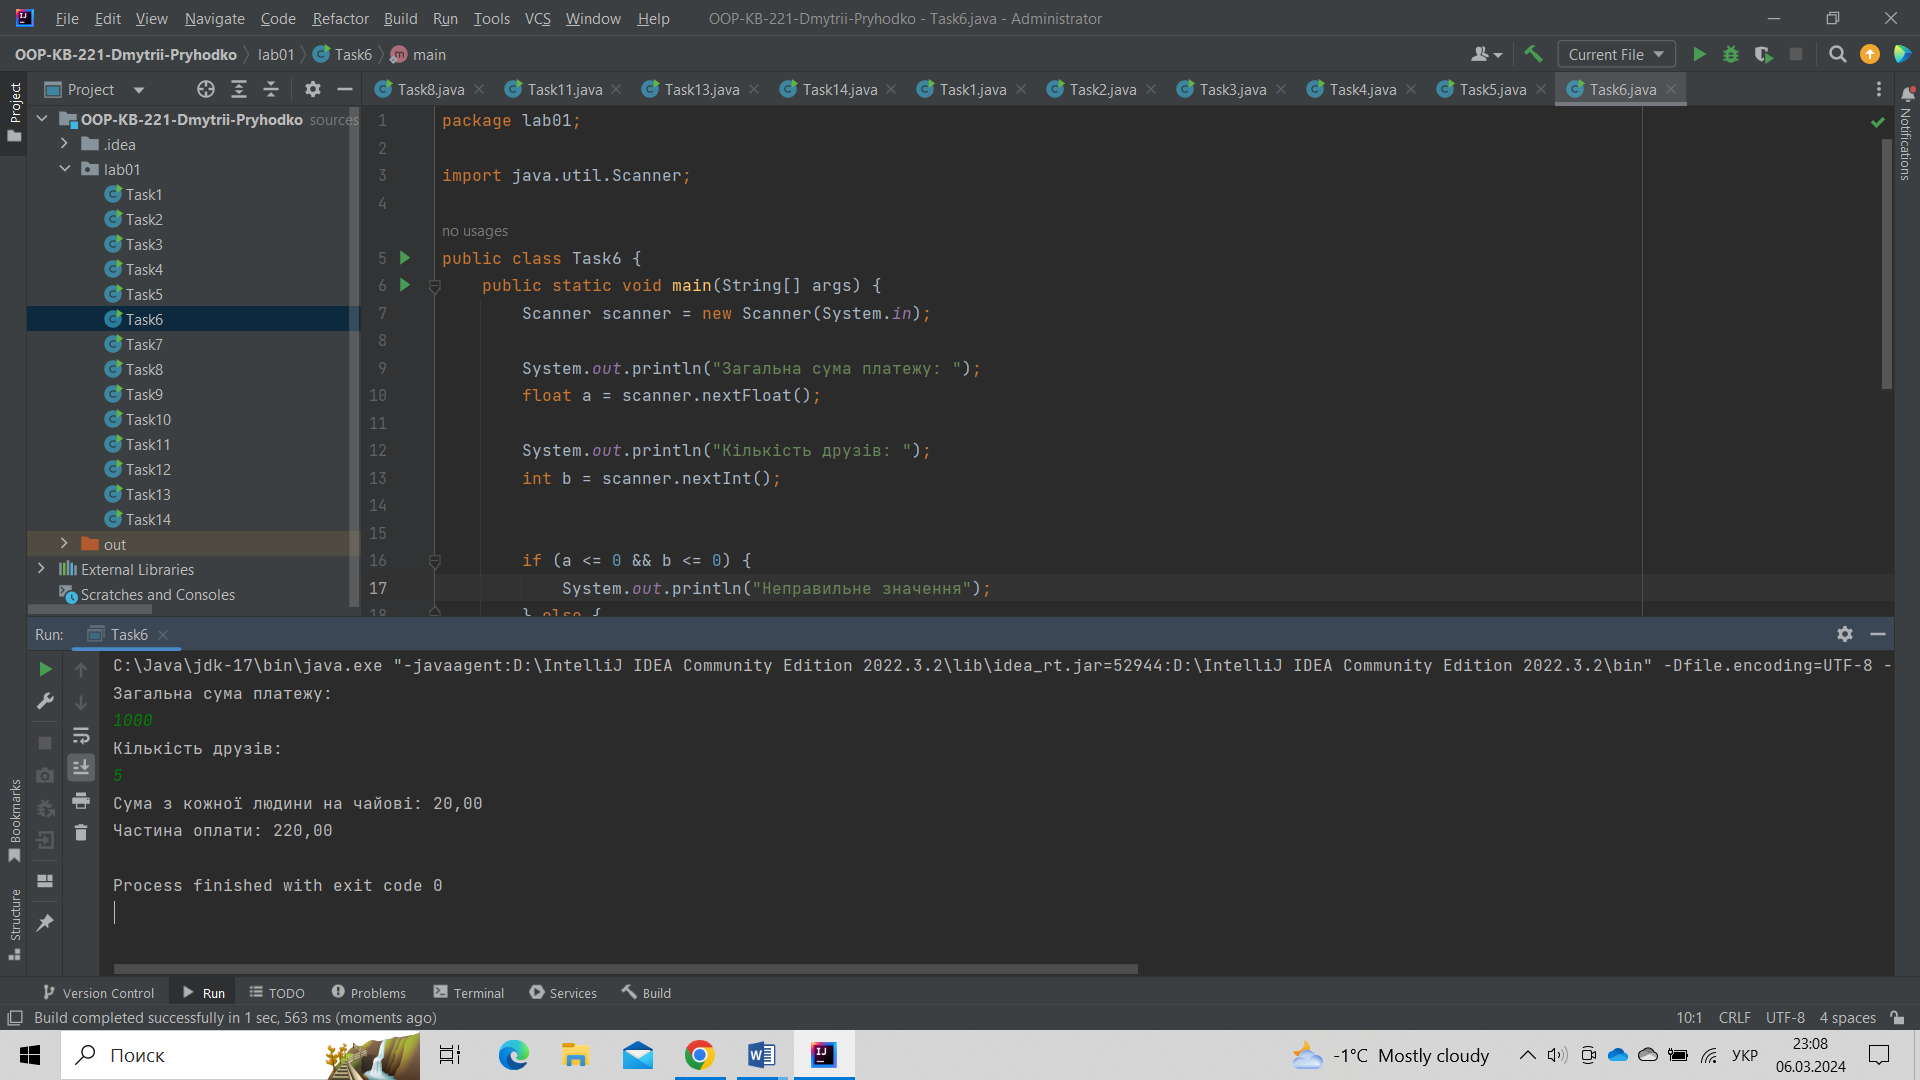 File Edit View Navigate Code Refactor Build Run Tools VCS Window Help OOP-KB-221-Dmytrii-Pryhodko - Task6.java - Administrator
OOP-KB-221-Dmytrii-Pryhodko lab01 Task6 main Current File
Project
Project
Task8.java Task11.java Task13.java Task14.java Task1.java Task2.java Task3.java Task4.java Task5.java Task6.java
OOP-KB-221-Dmytrii-Pryhodko sources
.idea
lab01
Task1
Task2
Task3
Task4
Task5
Task6
Task7
Task8
Task9
Task10
Task11
Task12
Task13
Task14
out
External Libraries
Scratches and Consoles
1 package lab01;
2
3 import java.util.Scanner;
4
no usages
5 public class Task6 {
6 public static void main(String[] args) {
7 Scanner scanner = new Scanner(System.in);
8
9 System.out.println("Загальна сума платежу: ");
10 float a = scanner.nextFloat();
11
12 System.out.println("Кількість друзів: ");
13 int b = scanner.nextInt();
14
15
16 if (a <= 0 && b <= 0) {
17 System.out.println("Неправильне значення");
18 } else {
Notifications
Run: Task6
C:\Java\jdk-17\bin\java.exe "-javaagent:D:\IntelliJ IDEA Community Edition 2022.3.2\lib\idea_rt.jar=52944:D:\IntelliJ IDEA Community Edition 2022.3.2\bin" -Dfile.encoding=UTF-8 -
Загальна сума платежу:
1000
Кількість друзів:
5
Сума з кожної людини на чайові: 20,00
Частина оплати: 220,00
Process finished with exit code 0
Bookmarks
Structure
Version Control Run TODO Problems Terminal Services Build
Build completed successfully in 1 sec, 563 ms (moments ago) 10:1 CRLF UTF-8 4 spaces
Поиск
-1°C Mostly cloudy
УКР
23:08
06.03.2024